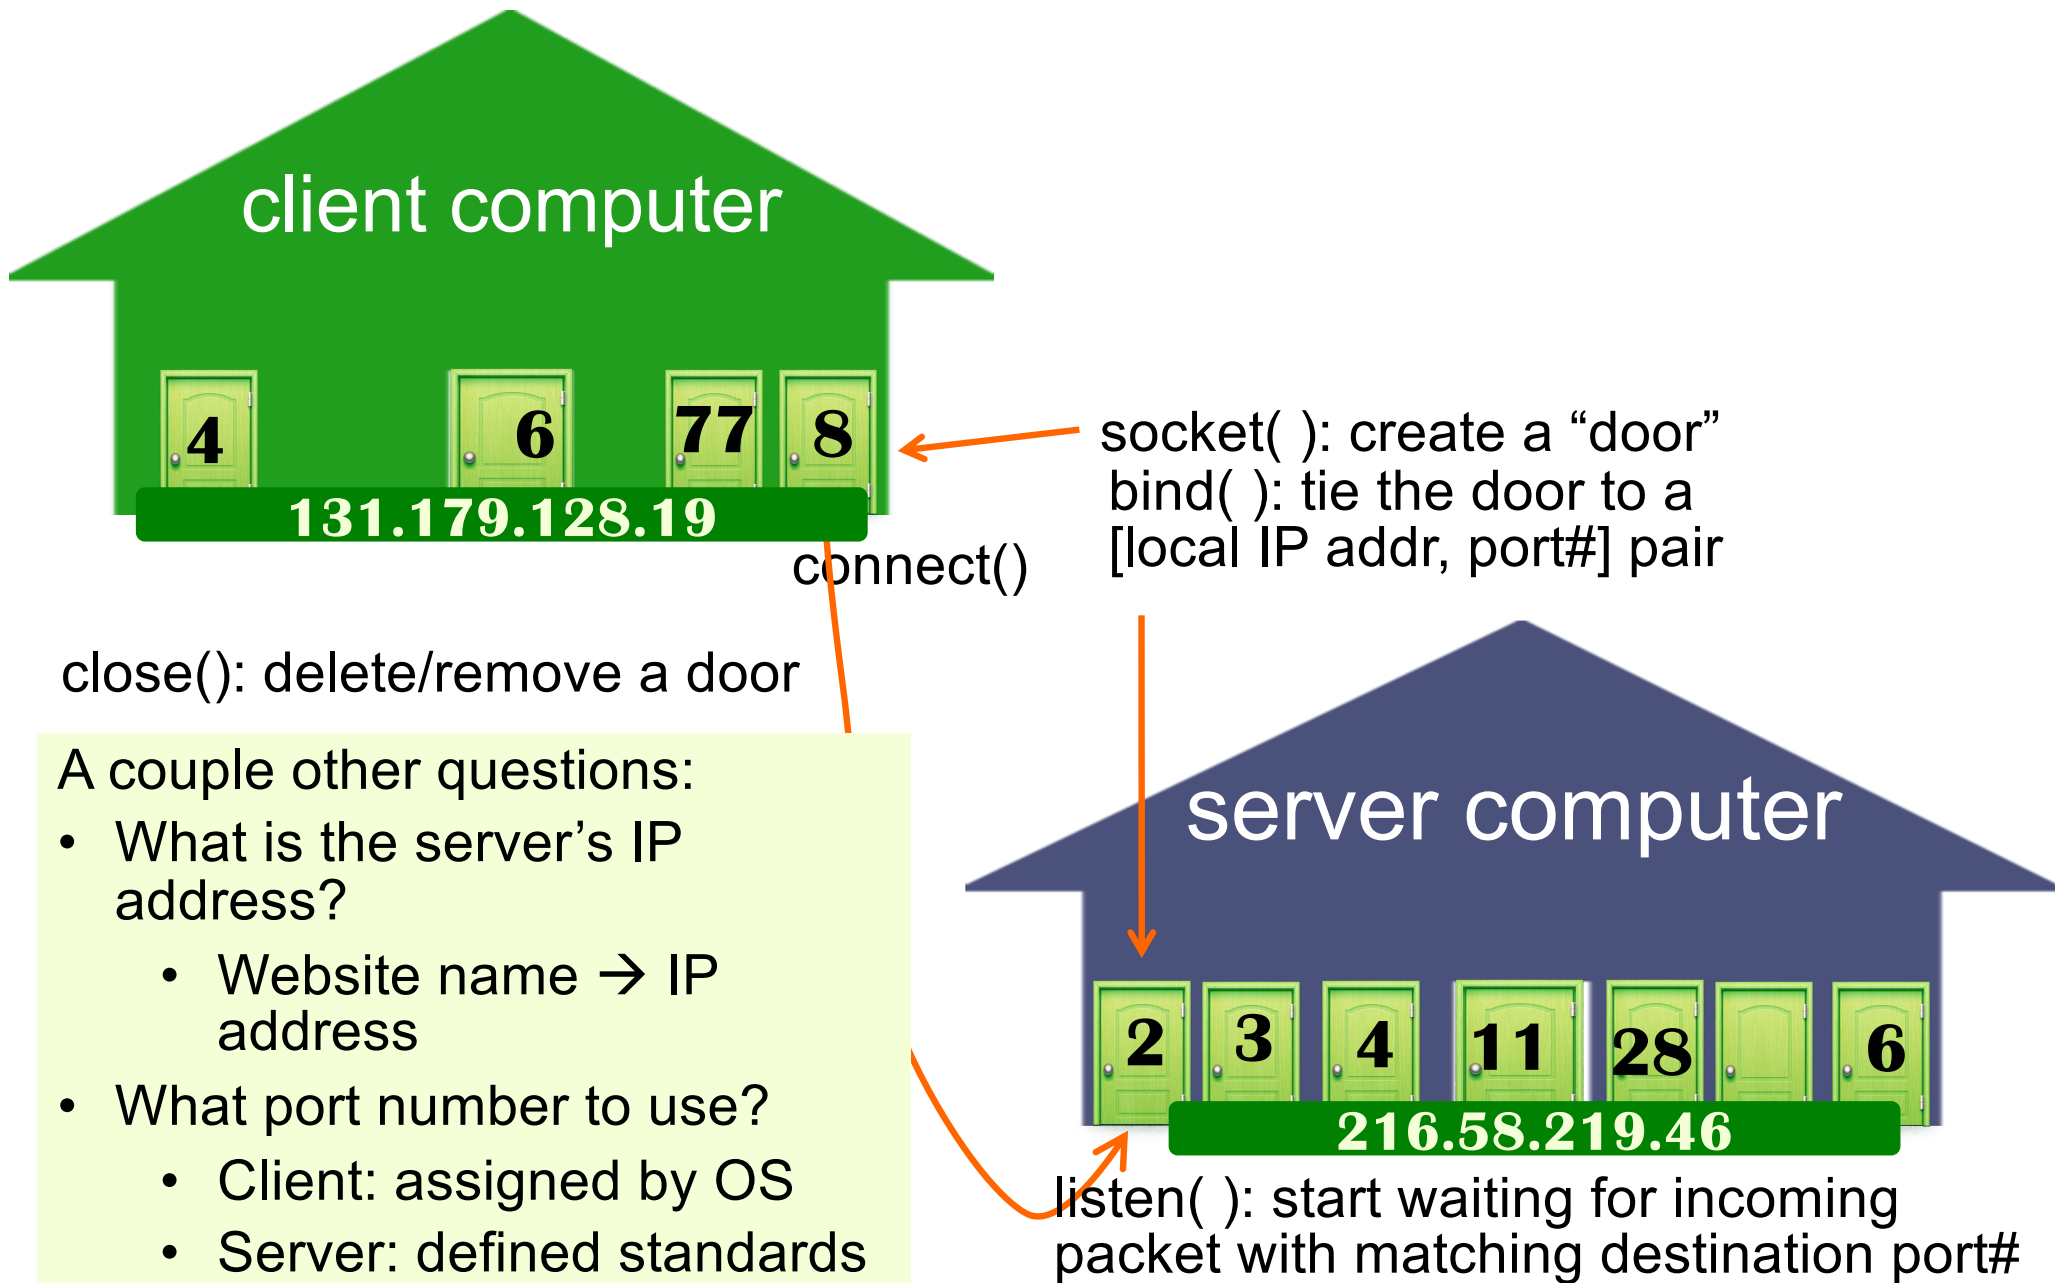 client computer
4 6 77 8
131.179.128.19
socket( ): create a “door”
bind( ): tie the door to a
[local IP addr, port#] pair
connect()
close(): delete/remove a door
A couple other questions:
• What is the server’s IP
address?
• Website name → IP
address
• What port number to use?
• Client: assigned by OS
• Server: defined standards
server computer
2 3 4 11 28 6
216.58.219.46
listen( ): start waiting for incoming
packet with matching destination port#